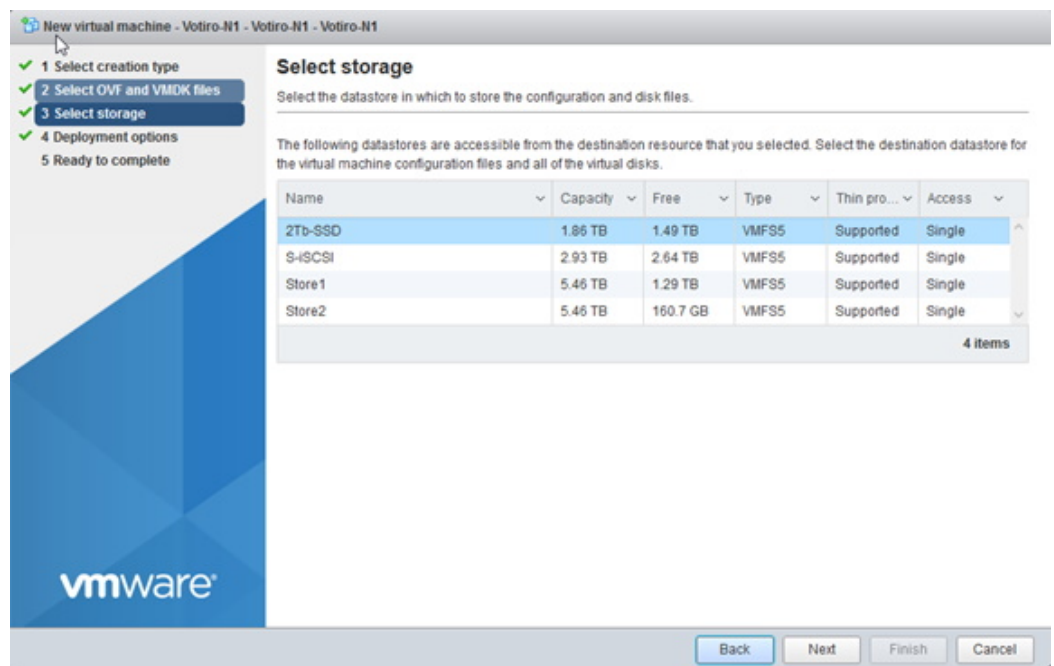 New virtual machine - Votiro-N1 - Votiro-N1 - Votiro-N1
1 Select creation type
2 Select OVF and VMDK files
3 Select storage
4 Deployment options
5 Ready to complete
Select storage
Select the datastore in which to store the configuration and disk files.
The following datastores are accessible from the destination resource that you selected. Select the destination datastore for
the virtual machine configuration files and all of the virtual disks.
Name Capacity Free Type Thin pro... Access
2Tb-SSD 1.86 TB 1.49 TB VMFS5 Supported Single
S-iSCSI 2.93 TB 2.64 TB VMFS5 Supported Single
Store1 5.46 TB 1.29 TB VMFS5 Supported Single
Store2 5.46 TB 160.7 GB VMFS5 Supported Single
4 items
vmware®
Back Next Finish Cancel